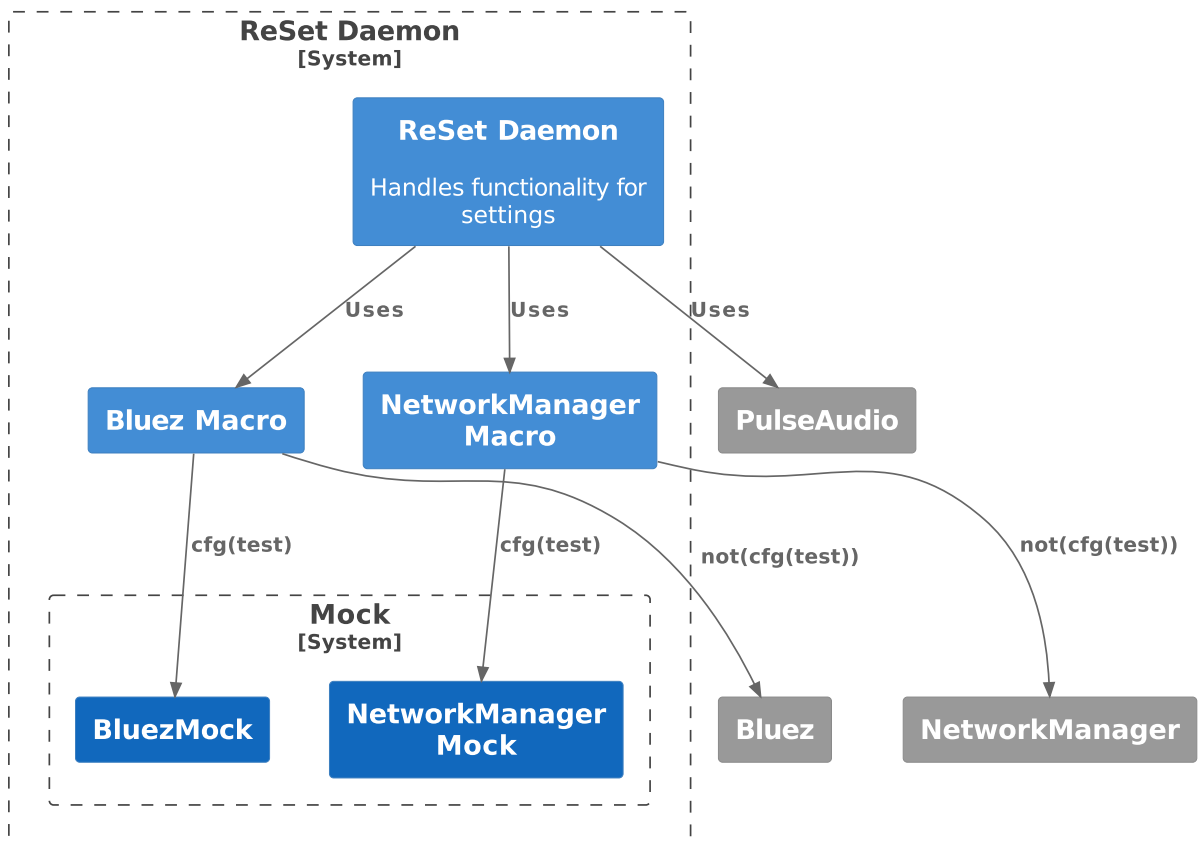 ReSet Daemon
[System]
ReSet Daemon
Handles functionality for
settings
Uses
Uses
Uses
Bluez Macro
NetworkManager
Macro
PulseAudio
cfg(test)
cfg(test)
not(cfg(test))
not(cfg(test))
Mock
[System]
BluezMock
NetworkManager
Mock
Bluez
NetworkManager